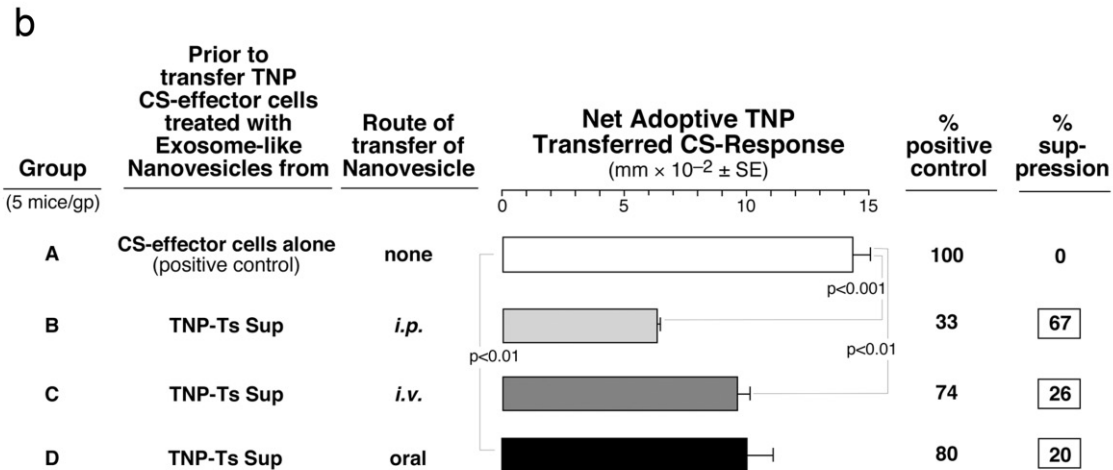 b
Prior to
transfer TNP
CS-effector cells
treated with
Exosome-like
Nanovesicles from
Group
(5 mice/gp)
Route of
transfer of
Nanovesicle
Net Adoptive TNP
Transferred CS-Response
(mm × 10–2 ± SE)
%
positive
control
%
sup-
pression
0 5 10 15
A CS-effector cells alone none 100 0
(positive control)
p<0.001
B TNP-Ts Sup i.p. 33 67
p<0.01 p<0.01
C TNP-Ts Sup i.v. 74 26
D TNP-Ts Sup oral 80 20